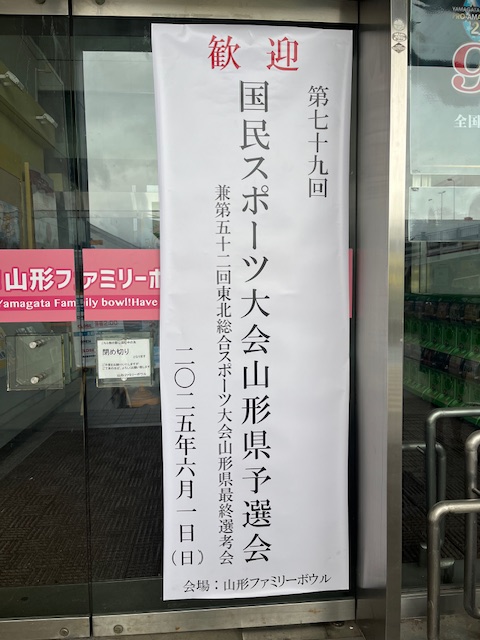 歓迎
第七十九回
国民スポーツ大会山形県予選会
兼第五十二回東北総合スポーツ大会山形県最終選考会
二〇二五年六月一日(日)
会場：山形ファミリーボウル
山形ファミリーボ
Yamagata Family bowl!Have
閉め切り
全国